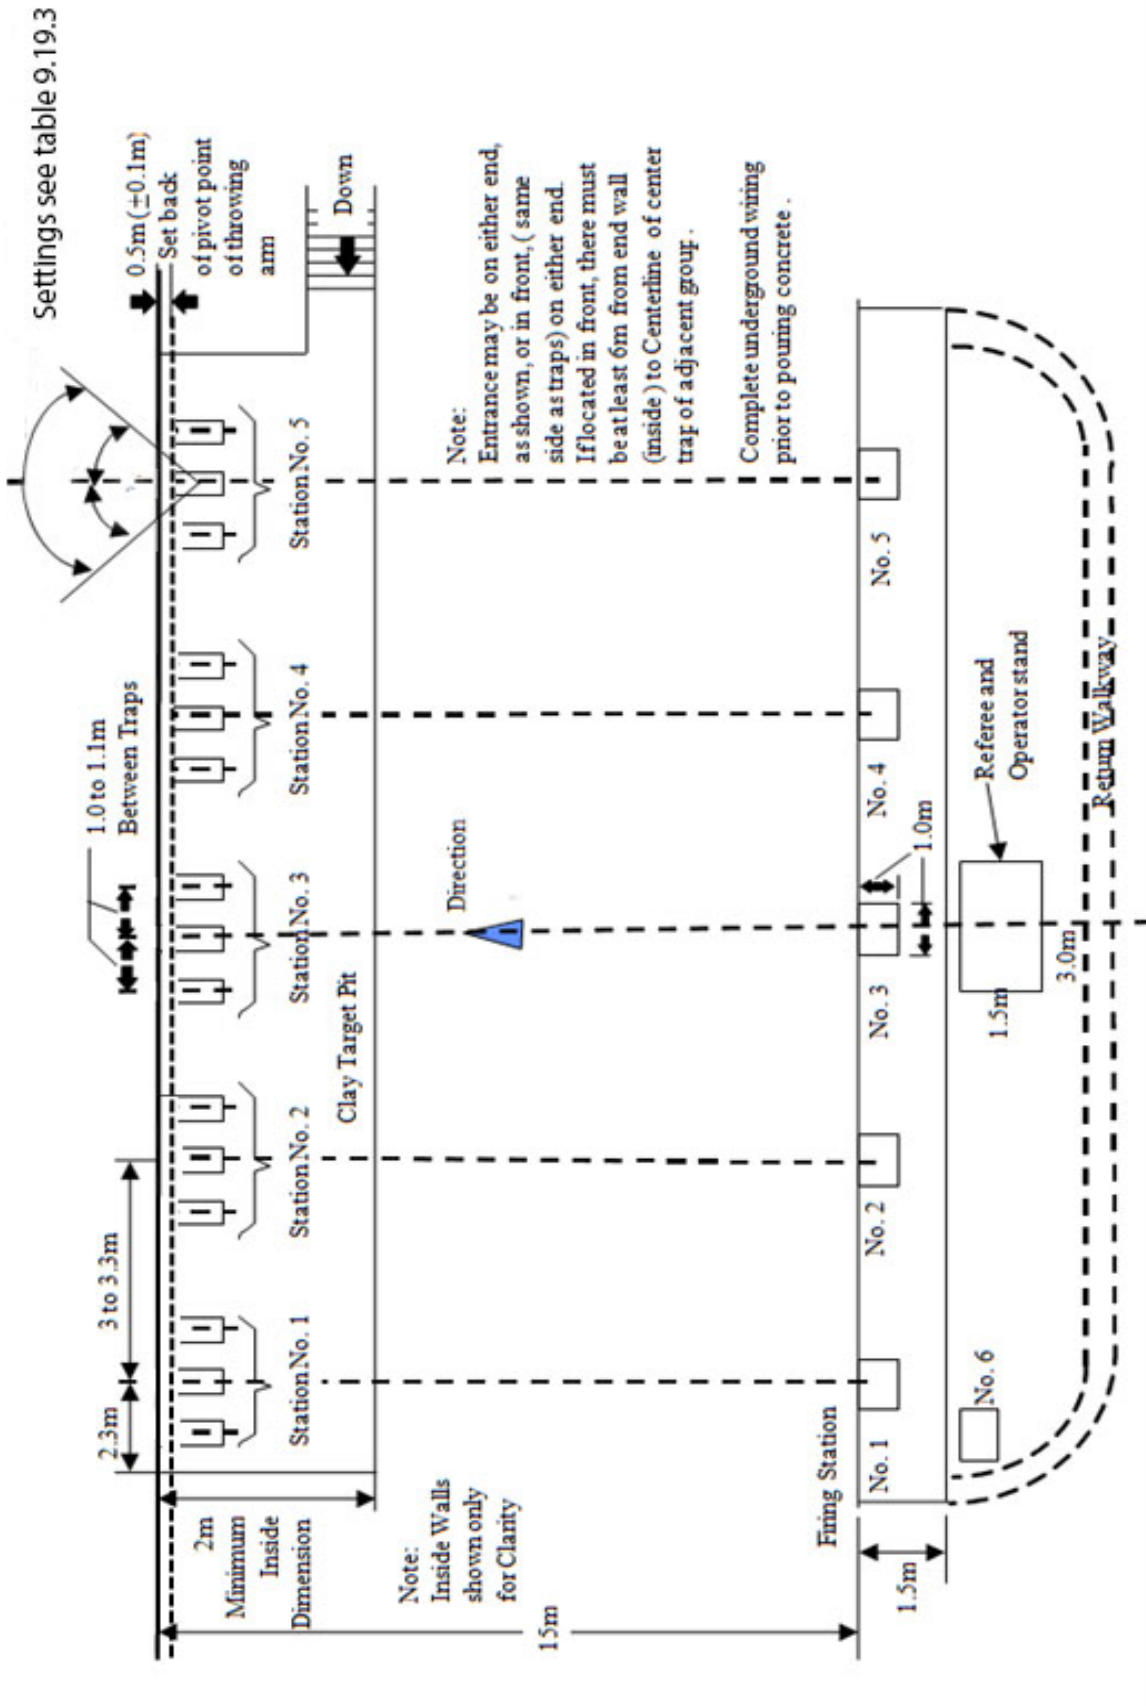 Settings see table 9.19.3
0.5m (±0.1m)
Set back
of pivot point
of throwing
arm
Down
1.0 to 1.1m
Between Traps
3 to 3.3m
2.3m
Station No. 1
Station No. 2
Station No. 3
Station No. 4
Station No. 5
Clay Target Pit
2m
Minimum
Inside
Dimension
Note:
Inside Walls
shown only
for Clarity
Direction
Note:
Entrance may be on either end,
as shown, or in front, ( same
side as traps) on either end.
If located in front, there must
be at least 6m from end wall
(inside ) to Centerline of center
trap of adjacent group .
Complete underground wiring
prior to pouring concrete .
15m
Firing Station
No. 1
No. 2
No. 3
No. 4
No. 5
1.0m
1.5m
No. 6
1.5m
3.0m
Referee and
Operator stand
Return Walkway